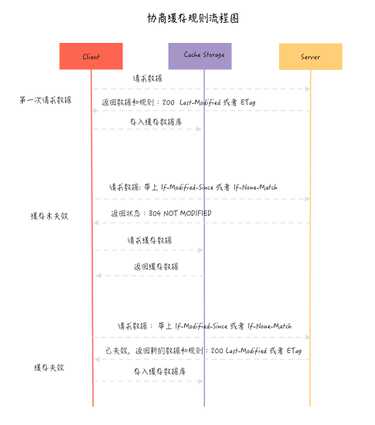 协商缓存规则流程图
Client
Cache Storage
Server
请求数据
第一次请求数据
返回数据和规则：200 Last-Modified 或者 ETag
存入缓存数据库
请求数据: 带上 If-Modified-Since 或者 If-None-Match
缓存未失效
返回状态：304 NOT MODIFIED
请求缓存数据
返回缓存数据
请求数据： 带上 If-Modified-Since 或者 If-None-Match
已失效，返回新的数据和规则：200 Last-Modified 或者 ETag
缓存失效
存入缓存数据库